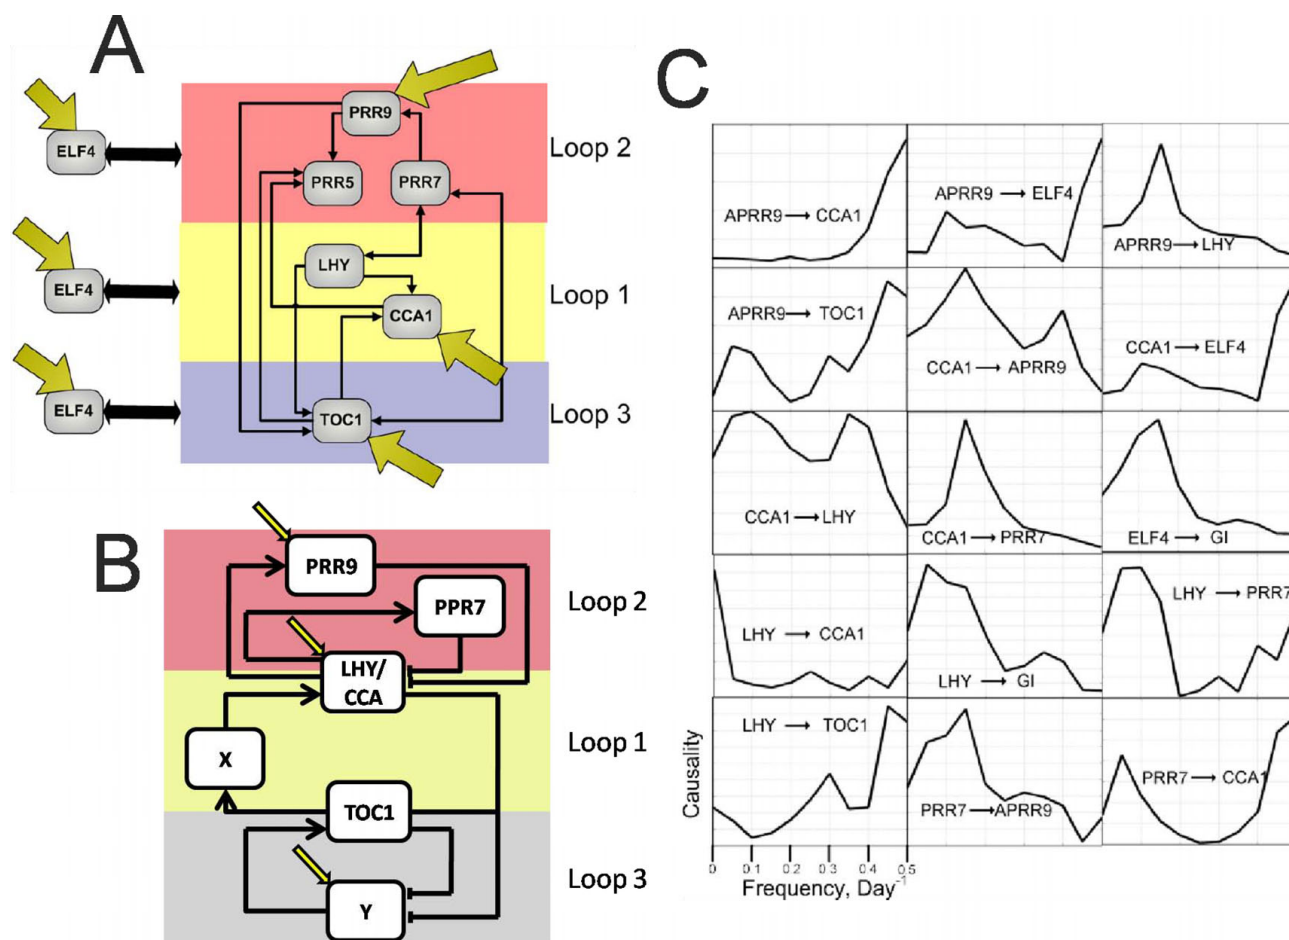 A
PRR9
ELF4
Loop 2
PRR5
PRR7
LHY
ELF4
Loop 1
CCA1
ELF4
TOC1
Loop 3
B
PRR9
PPR7
Loop 2
LHY/
CCA
X
Loop 1
TOC1
Y
Loop 3
C
APRR9→CCA1
APRR9→ELF4
APRR9→LHY
APRR9→TOC1
CCA1→APRR9
CCA1→ELF4
CCA1→LHY
CCA1→PRR7
ELF4→GI
LHY→CCA1
LHY→GI
LHY→PRR7
LHY→TOC1
PRR7→APRR9
PRR7→CCA1
Causality
0 0.1 0.2 0.3 0.4 0.5
Frequency, Day⁻¹